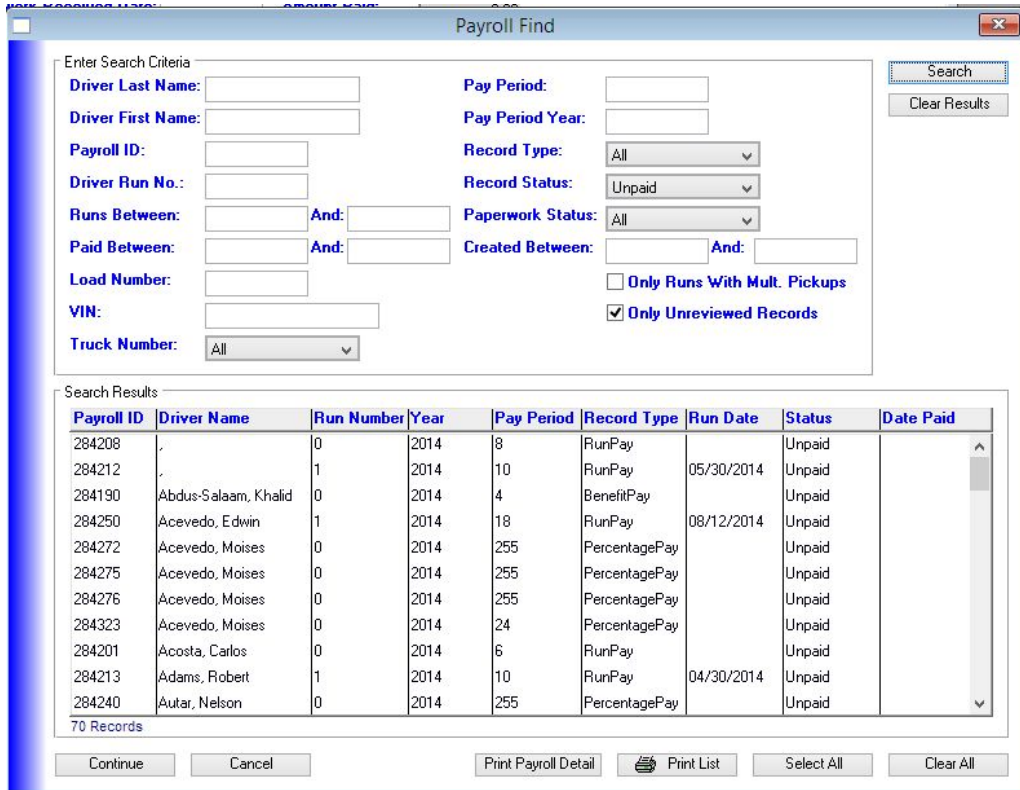 Payroll Find
Enter Search Criteria
Driver Last Name: Pay Period: Search
Driver First Name: Pay Period Year: Clear Results
Payroll ID: Record Type: All
Driver Run No.: Record Status: Unpaid
Runs Between: And: Paperwork Status: All
Paid Between: And: Created Between: And:
Load Number: Only Runs With Mult. Pickups
VIN: Only Unreviewed Records
Truck Number: All
Search Results
Payroll ID Driver Name Run Number Year Pay Period Record Type Run Date Status Date Paid
284208 , 0 2014 8 RunPay Unpaid
284212 , 1 2014 10 RunPay 05/30/2014 Unpaid
284190 Abdus-Salaam, Khalid 0 2014 4 BenefitPay Unpaid
284250 Acevedo, Edwin 1 2014 18 RunPay 08/12/2014 Unpaid
284272 Acevedo, Moises 0 2014 255 PercentagePay Unpaid
284275 Acevedo, Moises 0 2014 255 PercentagePay Unpaid
284276 Acevedo, Moises 0 2014 255 PercentagePay Unpaid
284323 Acevedo, Moises 0 2014 24 PercentagePay Unpaid
284201 Acosta, Carlos 0 2014 6 RunPay Unpaid
284213 Adams, Robert 1 2014 10 RunPay 04/30/2014 Unpaid
284240 Autar, Nelson 0 2014 255 PercentagePay Unpaid
70 Records
Continue Cancel Print Payroll Detail Print List Select All Clear All